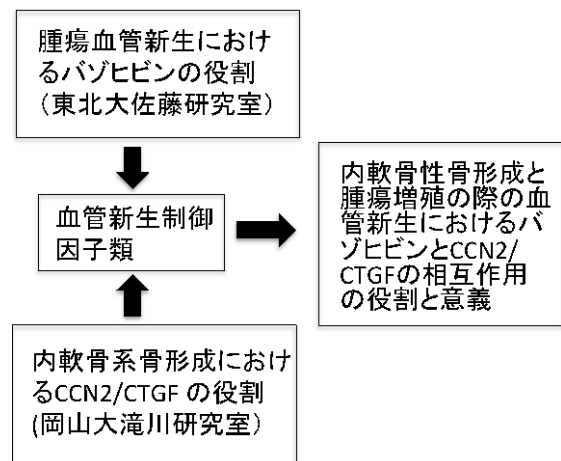 腫瘍血管新生におけ
るバゾヒビンの役割
（東北大佐藤研究室）
血管新生制御
因子類
内軟骨性骨形成と
腫瘍増殖の際の血
管新生におけるバ
ゾヒビンとCCN2/
CTGFの相互作用
の役割と意義
内軟骨系骨形成におけ
るCCN2/CTGF の役割
(岡山大滝川研究室）